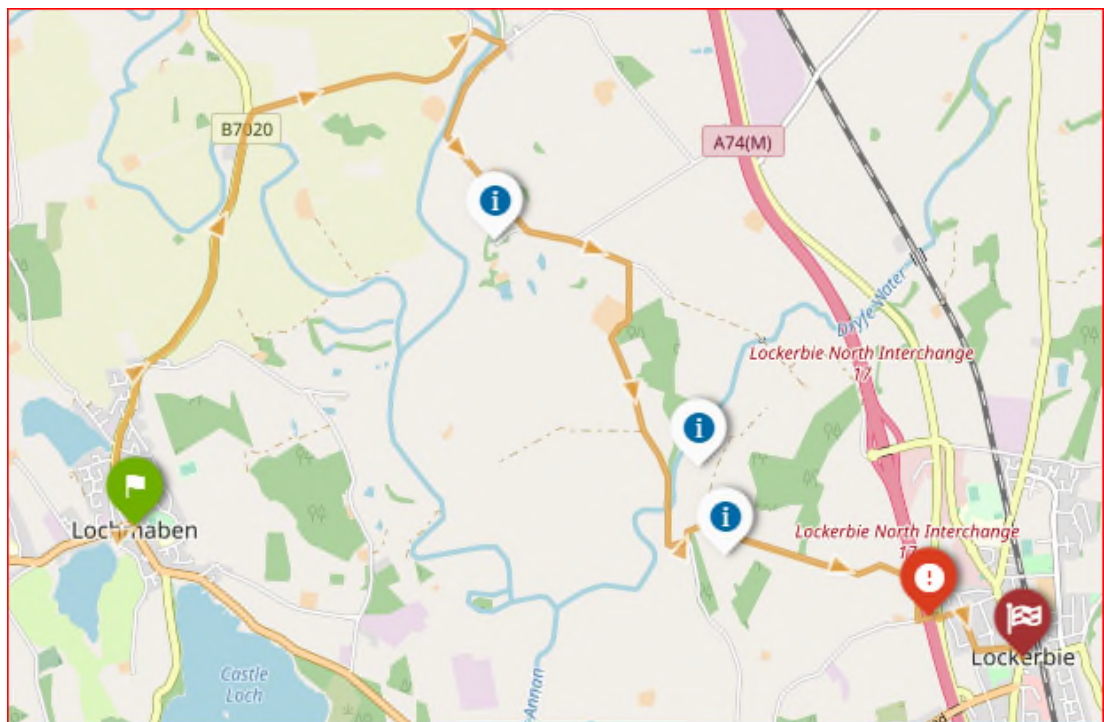 B7020
A74(M)
Dryfe Water
Lockerbie North Interchange
17
Lockerbie North Interchange
17
Lochmaben
Lockerbie
Castle
Loch
-Annan